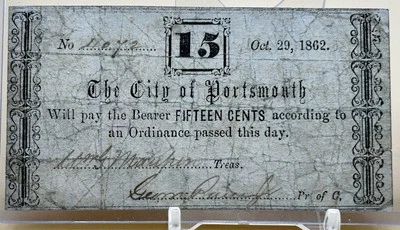 No 15 Oct. 29, 1862.
The City of Portsmouth
Will pay the Bearer FIFTEEN CENTS according to
an Ordinance passed this day.
Treas.
Pr of C.